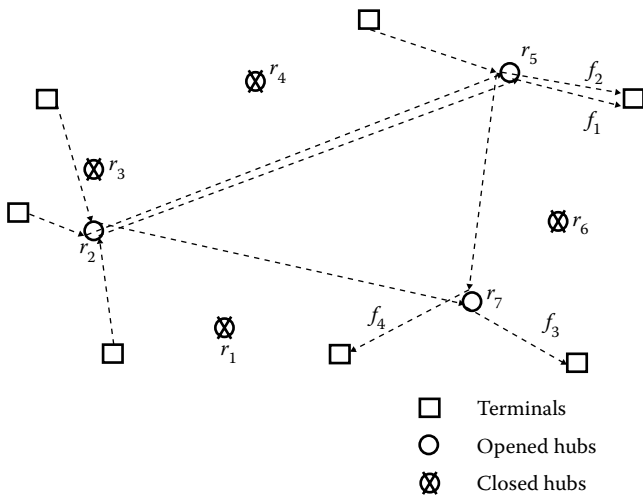 r5
r4
f2
f1
r3
r6
r2
r7
f4
f3
r1
Terminals
Opened hubs
Closed hubs